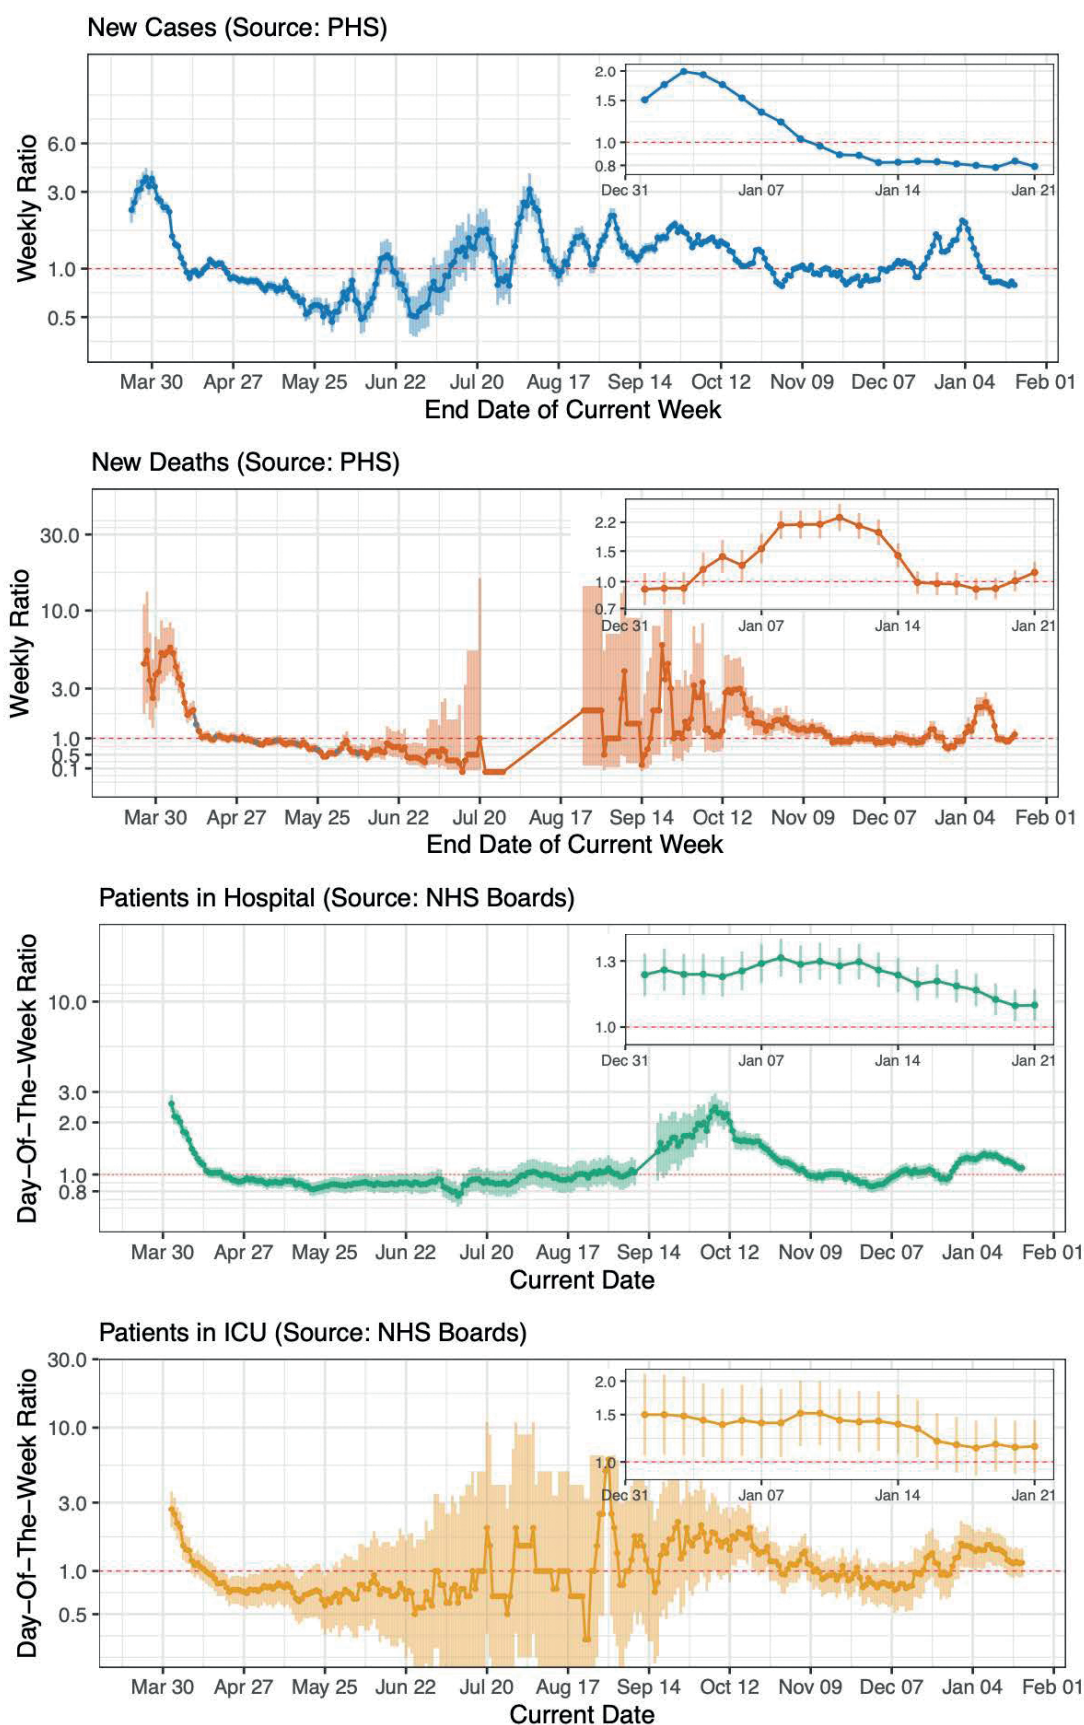 New Cases (Source: PHS)
Weekly Ratio
6.0
3.0
1.0
0.5
2.0
1.5
1.0
0.8
Dec 31 Jan 07 Jan 14 Jan 21
Mar 30 Apr 27 May 25 Jun 22 Jul 20 Aug 17 Sep 14 Oct 12 Nov 09 Dec 07 Jan 04 Feb 01
End Date of Current Week
New Deaths (Source: PHS)
Weekly Ratio
30.0
10.0
3.0
1.0
0.5
0.1
2.2
1.5
1.0
0.7
Dec 31 Jan 07 Jan 14 Jan 21
Mar 30 Apr 27 May 25 Jun 22 Jul 20 Aug 17 Sep 14 Oct 12 Nov 09 Dec 07 Jan 04 Feb 01
End Date of Current Week
Patients in Hospital (Source: NHS Boards)
Day−Of−The−Week Ratio
10.0
3.0
2.0
1.0
0.8
1.3
1.0
Dec 31 Jan 07 Jan 14 Jan 21
Mar 30 Apr 27 May 25 Jun 22 Jul 20 Aug 17 Sep 14 Oct 12 Nov 09 Dec 07 Jan 04 Feb 01
Current Date
Patients in ICU (Source: NHS Boards)
Day−Of−The−Week Ratio
30.0
10.0
3.0
1.0
0.5
2.0
1.5
1.0
Dec 31 Jan 07 Jan 14 Jan 21
Mar 30 Apr 27 May 25 Jun 22 Jul 20 Aug 17 Sep 14 Oct 12 Nov 09 Dec 07 Jan 04 Feb 01
Current Date